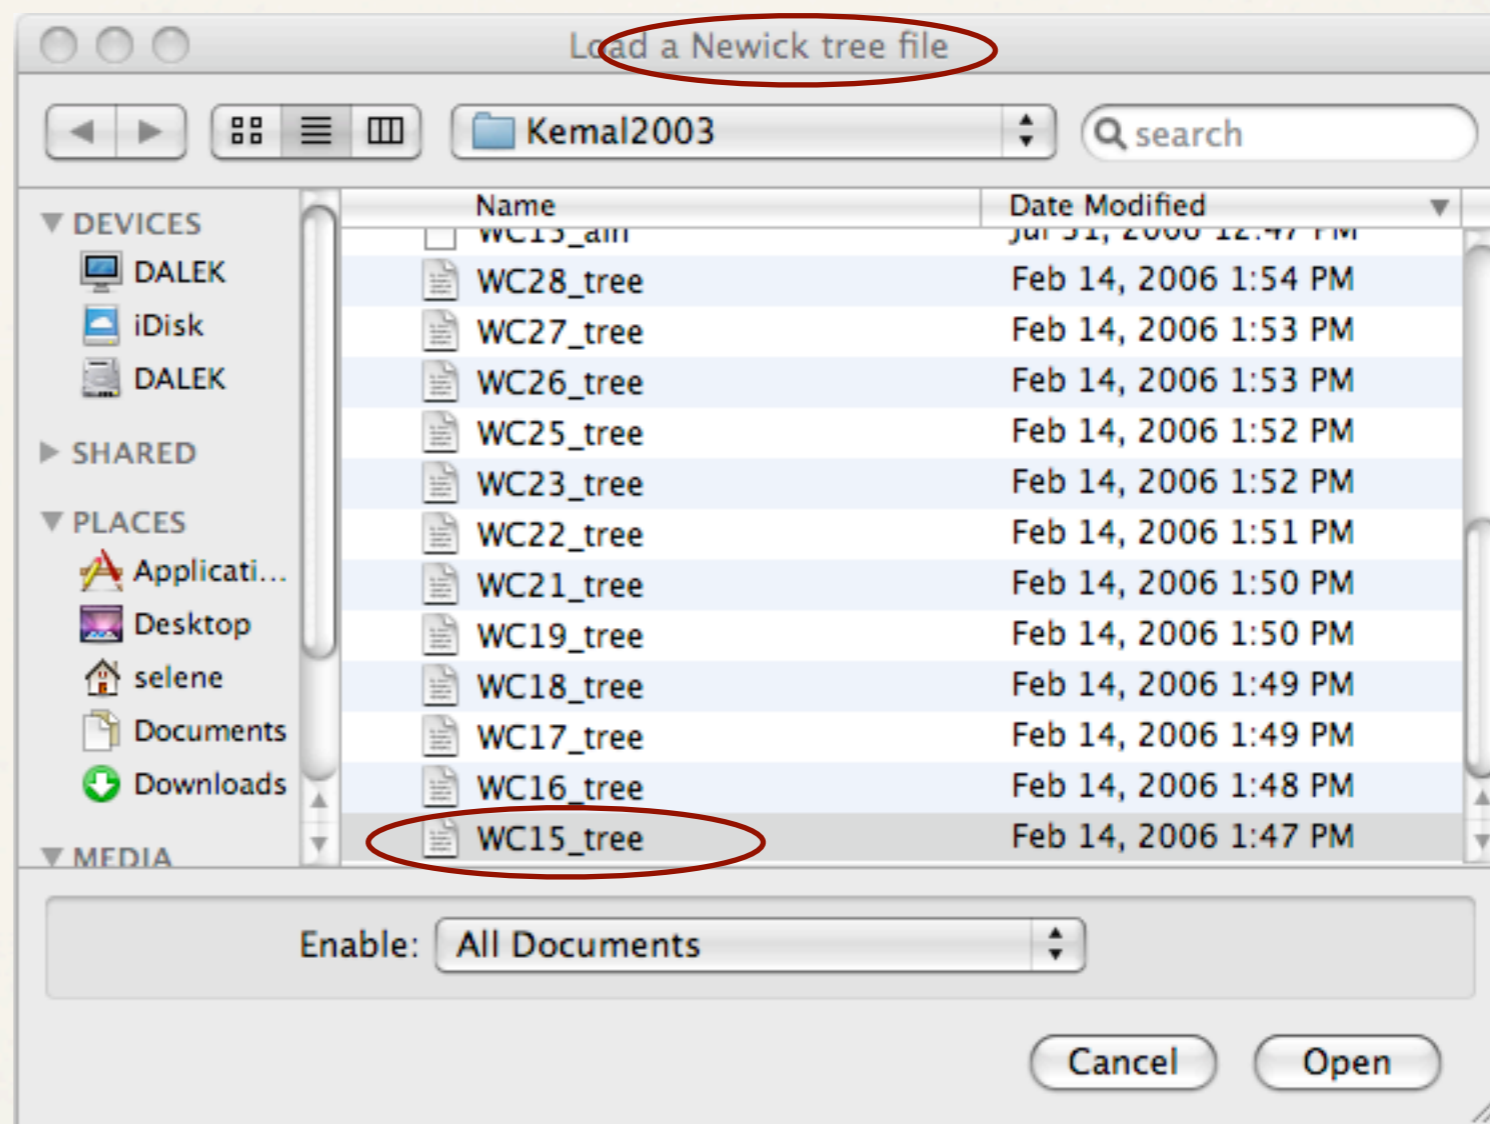 Load a Newick tree file
Kemal2003
search
Name Date Modified
DEVICES
DALEK
iDisk
DALEK
SHARED
PLACES
Applicati...
Desktop
selene
Documents
Downloads
MEDIA
WC28_tree Feb 14, 2006 1:54 PM
WC27_tree Feb 14, 2006 1:53 PM
WC26_tree Feb 14, 2006 1:53 PM
WC25_tree Feb 14, 2006 1:52 PM
WC23_tree Feb 14, 2006 1:52 PM
WC22_tree Feb 14, 2006 1:51 PM
WC21_tree Feb 14, 2006 1:50 PM
WC19_tree Feb 14, 2006 1:50 PM
WC18_tree Feb 14, 2006 1:49 PM
WC17_tree Feb 14, 2006 1:49 PM
WC16_tree Feb 14, 2006 1:48 PM
WC15_tree Feb 14, 2006 1:47 PM
Enable: All Documents
Cancel Open